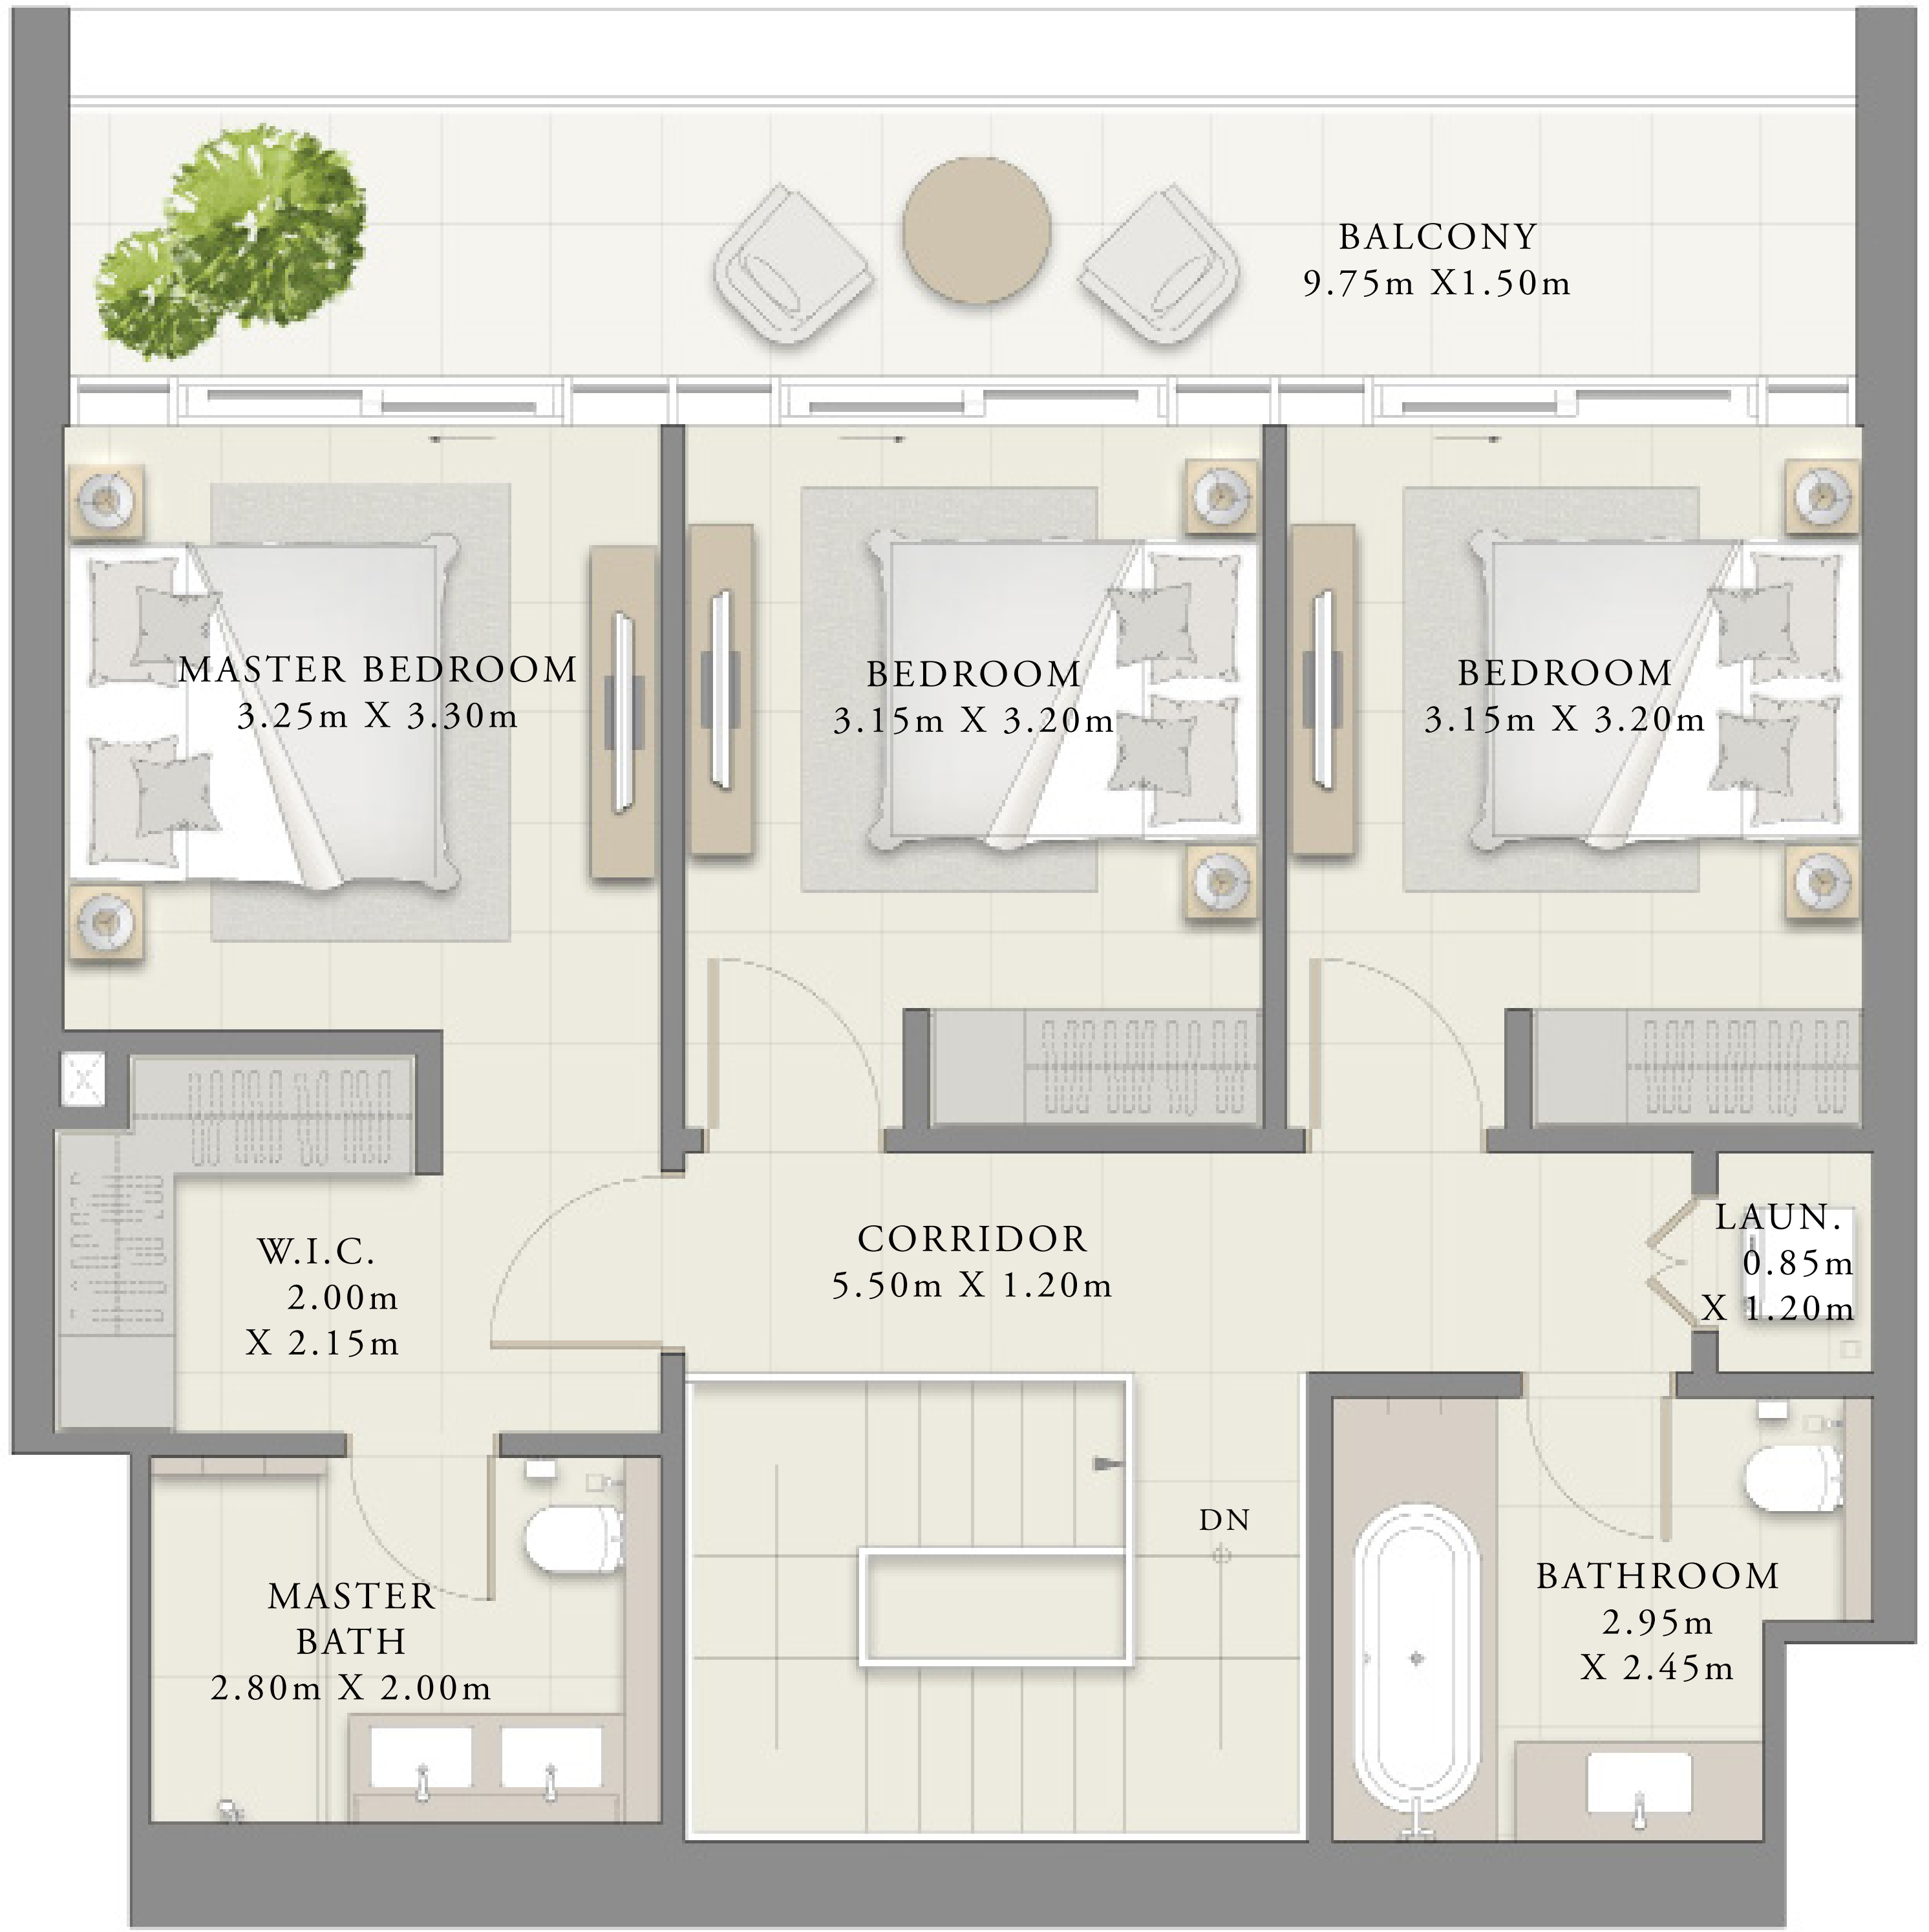 BALCONY
9.75m X1.50m
MASTER BEDROOM
3.25m X 3.30m
BEDROOM
3.15m X 3.20m
BEDROOM
3.15m X 3.20m
W.I.C.
2.00m
X 2.15m
CORRIDOR
5.50m X 1.20m
LAUN.
0.85m
X 1.20m
DN
MASTER
BATH
2.80m X 2.00m
BATHROOM
2.95m
X 2.45m